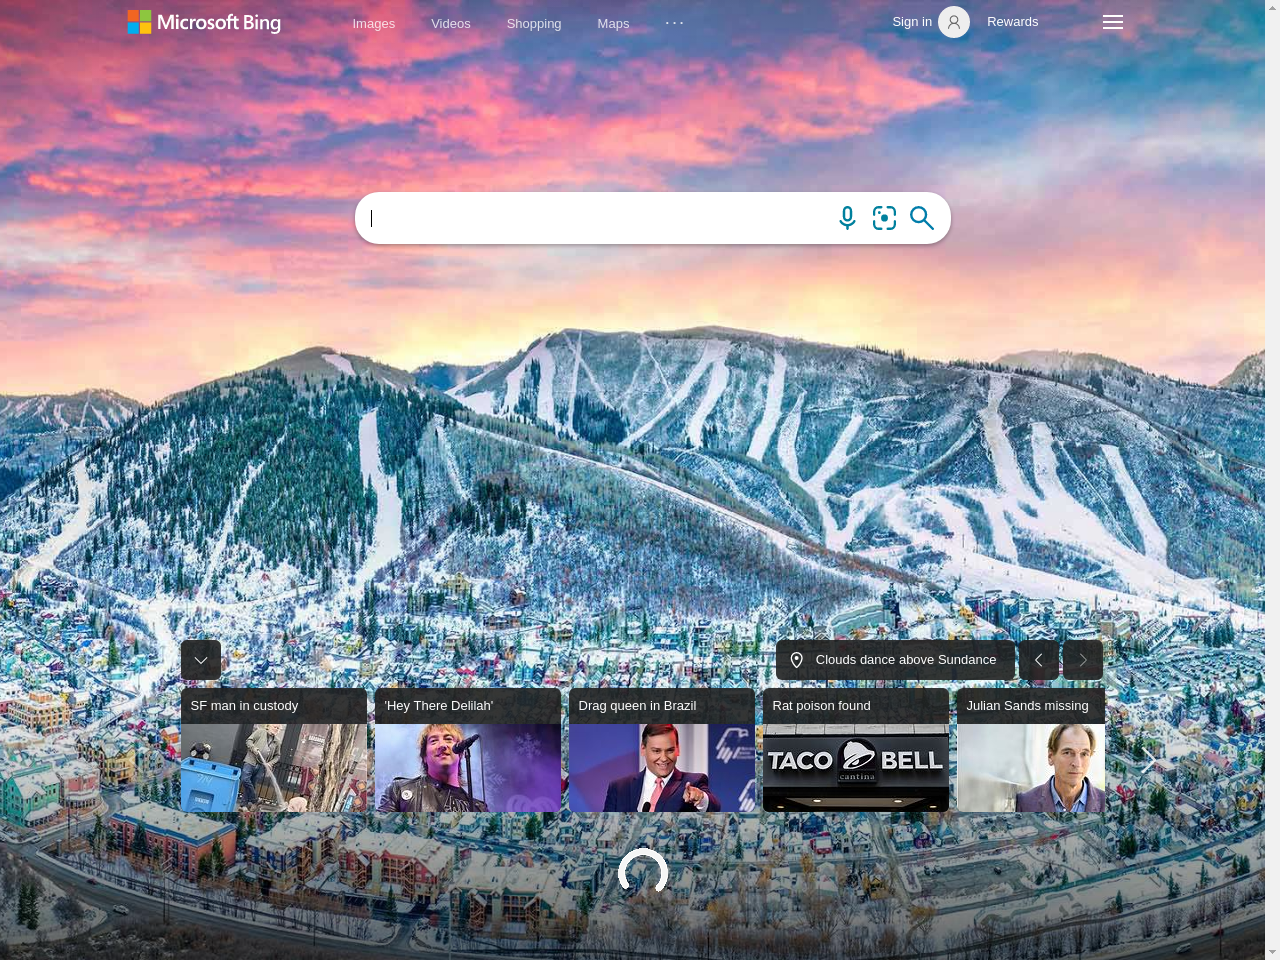 Microsoft Bing
Images
Videos
Shopping
Maps
Sign in
Rewards
Clouds dance above Sundance
SF man in custody
'Hey There Delilah'
Drag queen in Brazil
Rat poison found
Julian Sands missing
TACO BELL
cantina